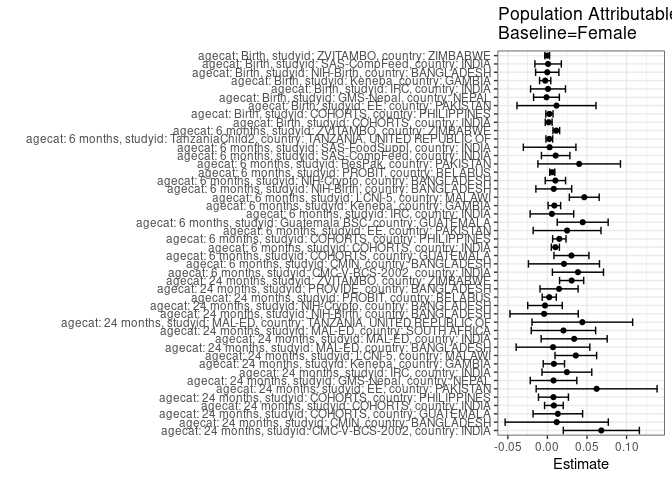 Population Attributable
Baseline=Female
agecat: Birth, studyid: ZVITAMBO, country: ZIMBABWE
agecat: Birth, studyid: SAS-CompFeed, country: INDIA
agecat: Birth, studyid: NIH-Birth, country: BANGLADESH
agecat: Birth, studyid: Keneba, country: GAMBIA
agecat: Birth, studyid: IRC, country: INDIA
agecat: Birth, studyid: GMS-Nepal, country: NEPAL
agecat: Birth, studyid: EE, country: PAKISTAN
agecat: Birth, studyid: COHORTS, country: PHILIPPINES
agecat: Birth, studyid: COHORTS, country: INDIA
agecat: 6 months, studyid: ZVITAMBO, country: ZIMBABWE
agecat: 6 months, studyid: TanzaniaChild2, country: TANZANIA, UNITED REPUBLIC OF
agecat: 6 months, studyid: SAS-FoodSuppl, country: INDIA
agecat: 6 months, studyid: SAS-CompFeed, country: INDIA
agecat: 6 months, studyid: ResPak, country: PAKISTAN
agecat: 6 months, studyid: PROBIT, country: BELARUS
agecat: 6 months, studyid: NIH-Crypto, country: BANGLADESH
agecat: 6 months, studyid: NIH-Birth, country: BANGLADESH
agecat: 6 months, studyid: LCNI-5, country: MALAWI
agecat: 6 months, studyid: Keneba, country: GAMBIA
agecat: 6 months, studyid: IRC, country: INDIA
agecat: 6 months, studyid: Guatemala BSC, country: GUATEMALA
agecat: 6 months, studyid: EE, country: PAKISTAN
agecat: 6 months, studyid: COHORTS, country: PHILIPPINES
agecat: 6 months, studyid: COHORTS, country: INDIA
agecat: 6 months, studyid: COHORTS, country: GUATEMALA
agecat: 6 months, studyid: CMIN, country: BANGLADESH
agecat: 6 months, studyid: CMC-V-BCS-2002, country: INDIA
agecat: 24 months, studyid: ZVITAMBO, country: ZIMBABWE
agecat: 24 months, studyid: PROVIDE, country: BANGLADESH
agecat: 24 months, studyid: PROBIT, country: BELARUS
agecat: 24 months, studyid: NIH-Crypto, country: BANGLADESH
agecat: 24 months, studyid: NIH-Birth, country: BANGLADESH
agecat: 24 months, studyid: MAL-ED, country: TANZANIA, UNITED REPUBLIC OF
agecat: 24 months, studyid: MAL-ED, country: SOUTH AFRICA
agecat: 24 months, studyid: MAL-ED, country: INDIA
agecat: 24 months, studyid: MAL-ED, country: BANGLADESH
agecat: 24 months, studyid: LCNI-5, country: MALAWI
agecat: 24 months, studyid: Keneba, country: GAMBIA
agecat: 24 months, studyid: IRC, country: INDIA
agecat: 24 months, studyid: GMS-Nepal, country: NEPAL
agecat: 24 months, studyid: EE, country: PAKISTAN
agecat: 24 months, studyid: COHORTS, country: PHILIPPINES
agecat: 24 months, studyid: COHORTS, country: INDIA
agecat: 24 months, studyid: COHORTS, country: GUATEMALA
agecat: 24 months, studyid: CMIN, country: BANGLADESH
agecat: 24 months, studyid: CMC-V-BCS-2002, country: INDIA
-0.05 0.00 0.05 0.10
Estimate